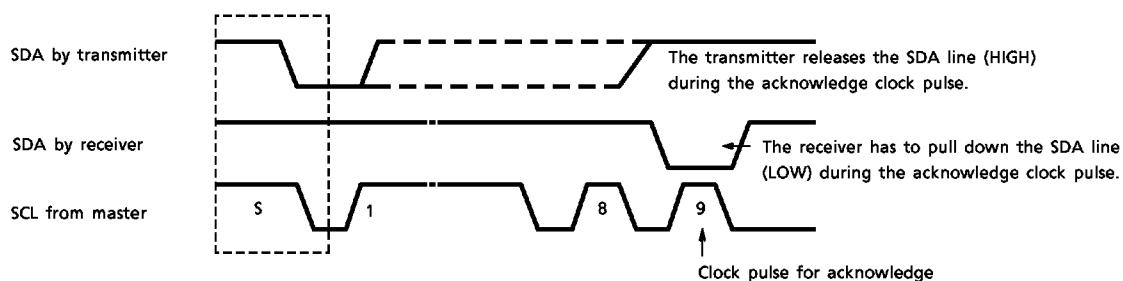 SDA by transmitter
The transmitter releases the SDA line (HIGH)
during the acknowledge clock pulse.
SDA by receiver
The receiver has to pull down the SDA line
(LOW) during the acknowledge clock pulse.
SCL from master
S
1
8
9
Clock pulse for acknowledge